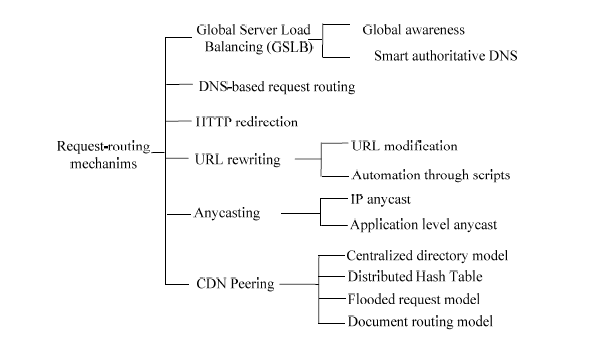 Global Server Load
Balancing (GSLB)
Global awareness
Smart authoritative DNS
DNS-based request routing
HTTP redirection
Request-routing
mechanims
URL rewriting
URL modification
Automation through scripts
Anycasting
IP anycast
Application level anycast
CDN Peering
Centralized directory model
Distributed Hash Table
Flooded request model
Document routing model